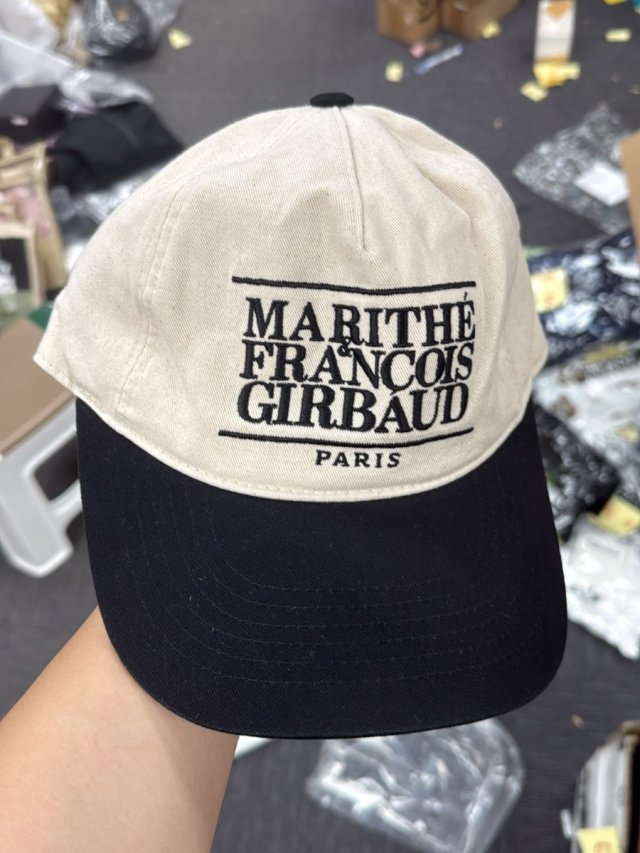 MARITHÉ
&
FRANÇOIS
GIRBAUD
PARIS